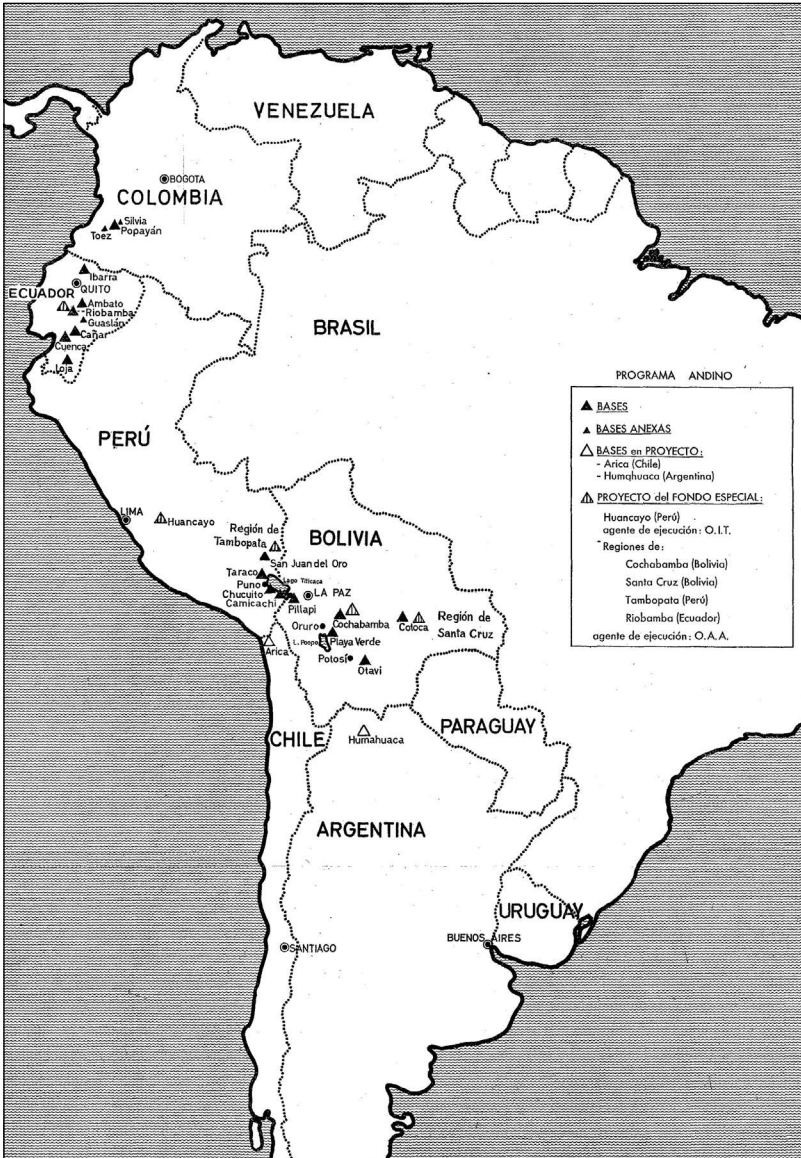 VENEZUELA
BOGOTA
COLOMBIA
Silvia
Popayán
Toez
Ibarra
QUITO
ECUADOR
Ambato
Riobamba
Guaslán
Cañar
Cuenca
Loja
BRASIL
PERÚ
LIMA
Huancayo
Región de
Tambopata
San Juan del Oro
BOLIVIA
Taraco
Lago Titicaca
Puno
Chucuito
Camicachi
LA PAZ
Pillapi
Cochabamba
Oruro
Cotoca
Región de
Santa Cruz
L. Poopo
Playa Verde
Arica
Potosí
Otavi
PARAGUAY
CHILE
Humahuaca
ARGENTINA
URUGUAY
SANTIAGO
BUENOS AIRES
PROGRAMA ANDINO
BASES
BASES ANEXAS
BASES en PROYECTO:
- Arica (Chile)
- Humqhuaca (Argentina)
PROYECTO del FONDO ESPECIAL:
Huancayo (Perú)
agente de ejecución: O.I.T.
- Regiones de:
Cochabamba (Bolivia)
Santa Cruz (Bolivia)
Tambopata (Perú)
Riobamba (Ecuador)
agente de ejecución: O.A.A.